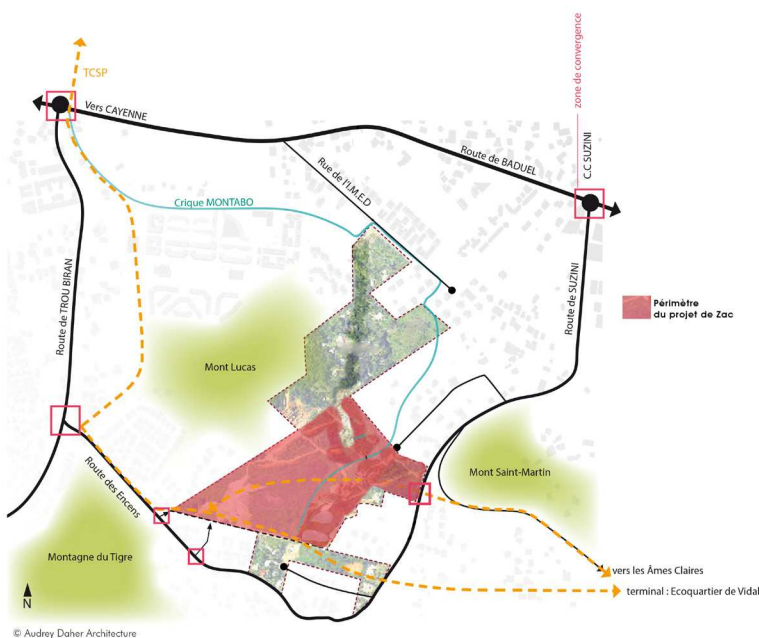 TCSP
zone de convergence
Vers CAYENNE
Route de BADUEL
C.C SUZINI
Rue de l'I.M.E.D
Crique MONTABO
Route de TROU BIRAN
Route de SUZINI
Périmètre
du projet de Zac
Mont Lucas
Route des Encens
Mont Saint-Martin
Montagne du Tigre
vers les Âmes Claires
terminal : Ecoquartier de Vidal
N
© Audrey Daher Architecture